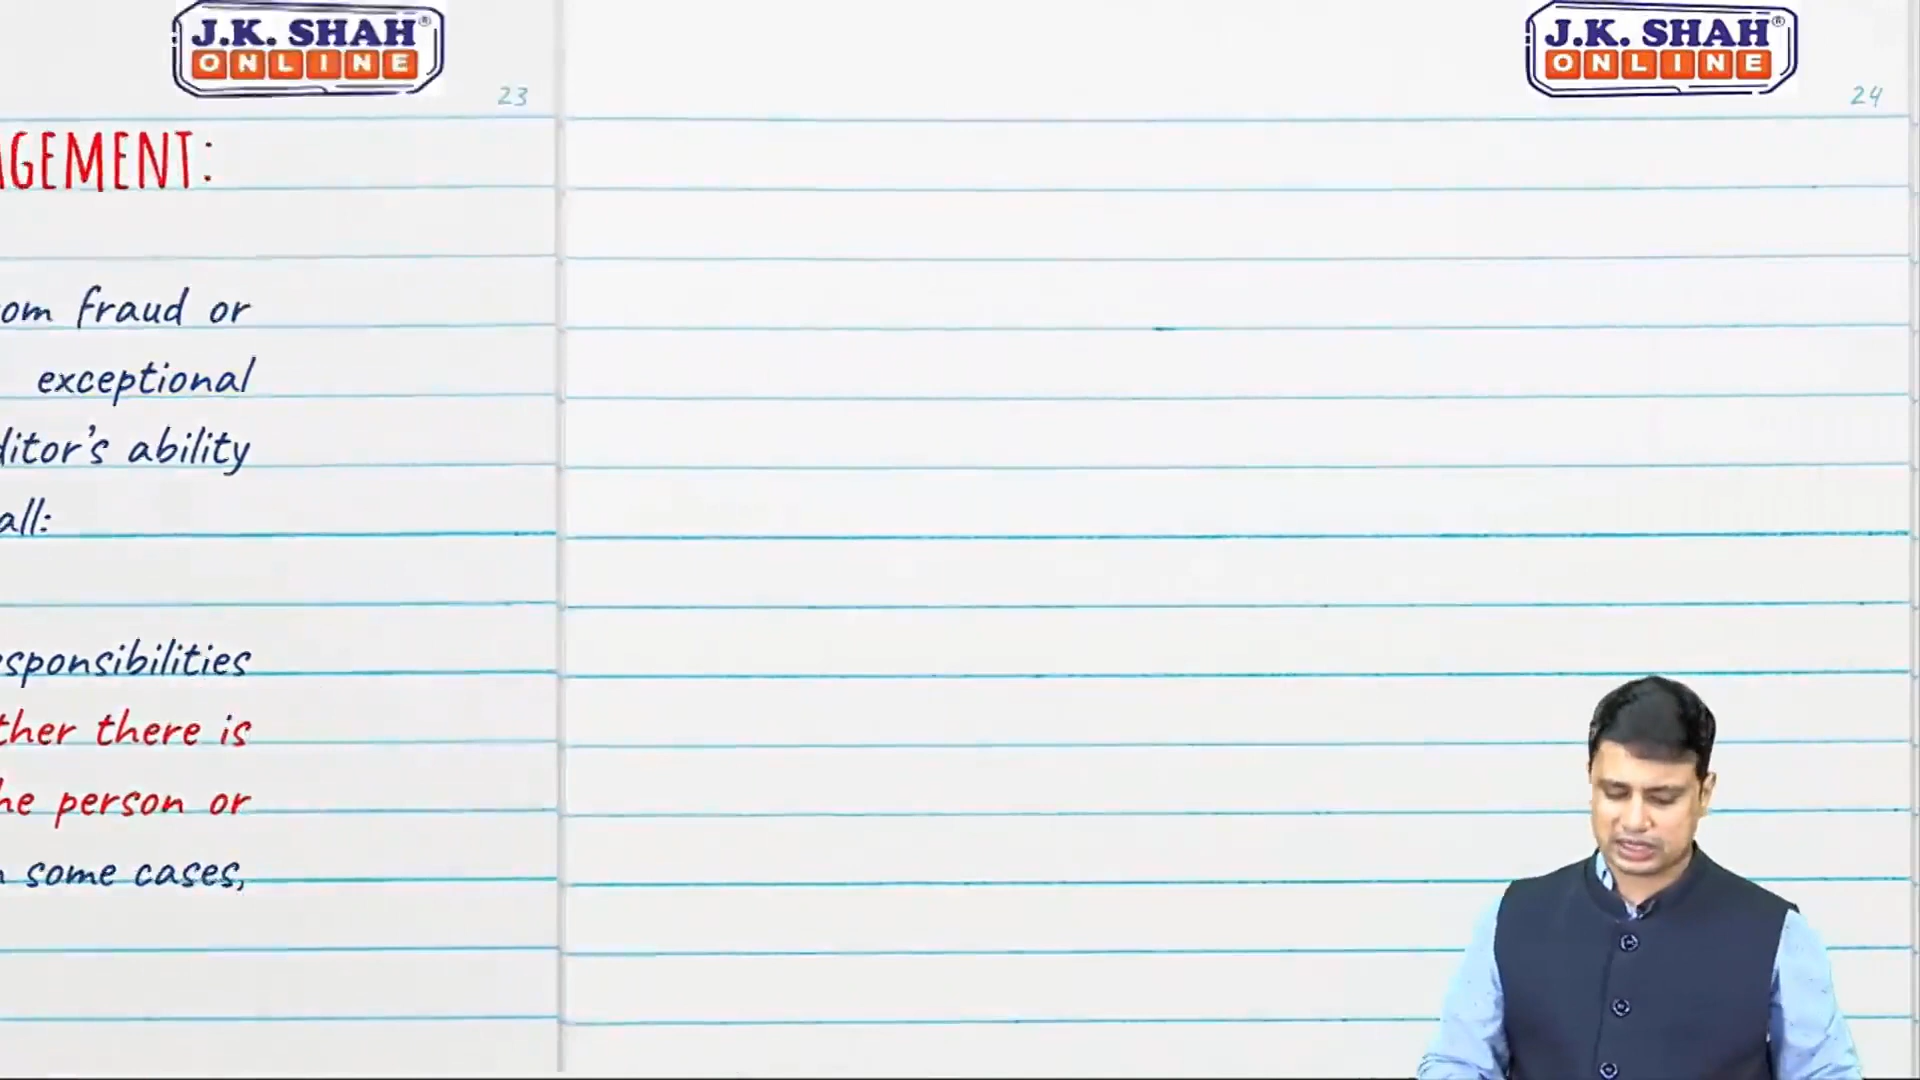 J.K. SHAH®
ONLINE
23
AGEMENT:
om fraud or
exceptional
ditor's ability
all:
sponsibilities
ther there is
he person or
n some cases,
J.K. SHAH®
ONLINE
24